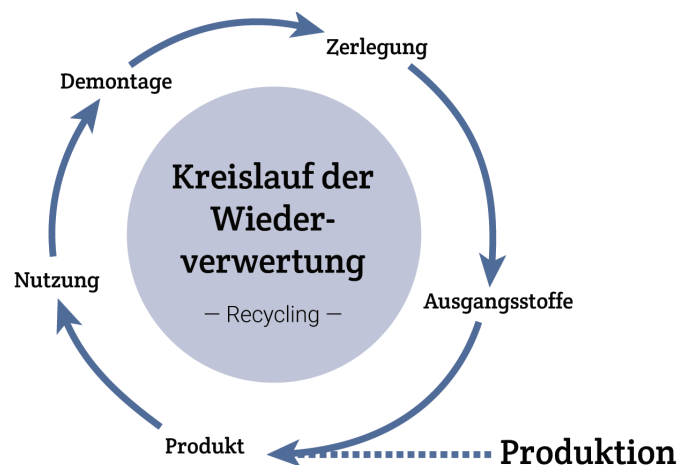 Zerlegung
Demontage
Kreislauf der
Wieder-
verwertung
– Recycling –
Nutzung
Ausgangsstoffe
Produkt
Produktion